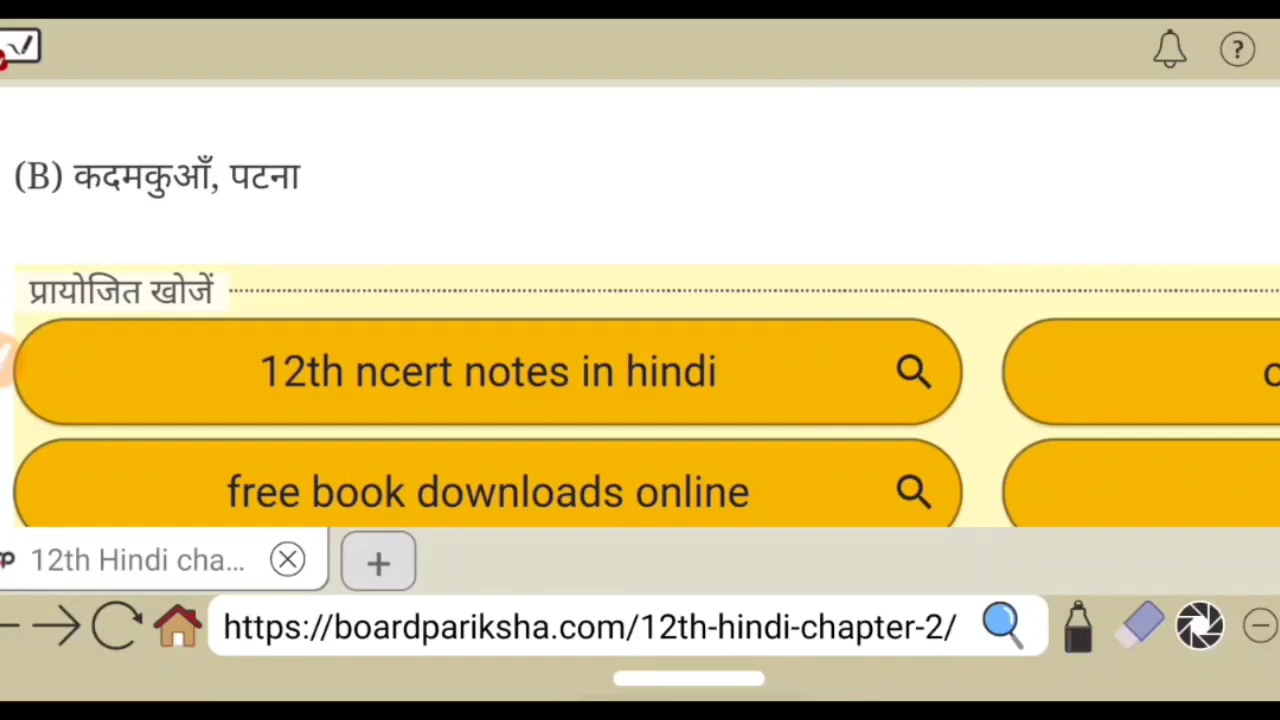 ?
(B) कदमकुआँ, पटना
प्रायोजित खोजें
12th ncert notes in hindi
free book downloads online
12th Hindi cha...
+
https://boardpariksha.com/12th-hindi-chapter-2/